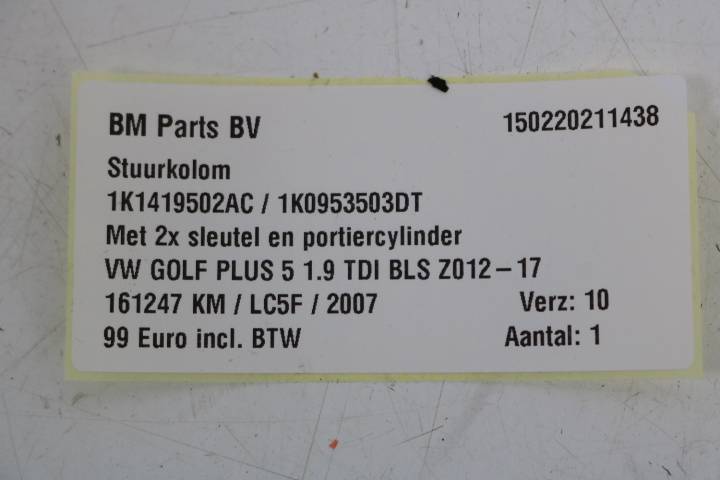 BM Parts BV 150220211438
Stuurkolom
1K1419502AC / 1K0953503DT
Met 2x sleutel en portiercylinder
VW GOLF PLUS 5 1.9 TDI BLS Z012-17
161247 KM / LC5F / 2007 Verz: 10
99 Euro incl. BTW Aantal: 1